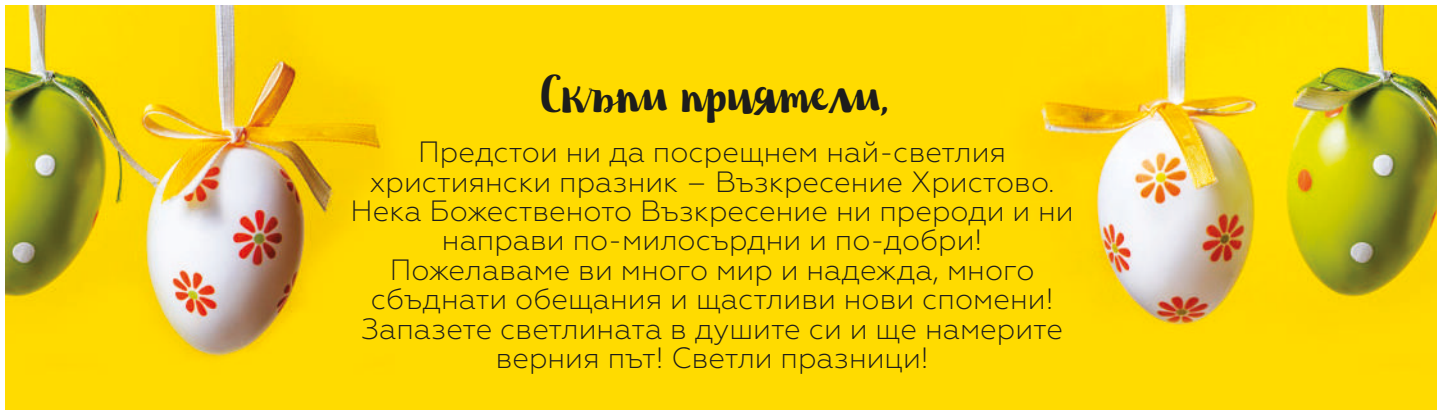 Скъпи приятели,
Предстои ни да посрещнем най-светлия
християнски празник – Възкресение Христово.
Нека Божественото Възкресение ни прероди и ни
направи по-милосърдни и по-добри!
Пожелаваме ви много мир и надежда, много
сбъднати обещания и щастливи нови спомени!
Запазете светлината в душите си и ще намерите
верния път! Светли празници!